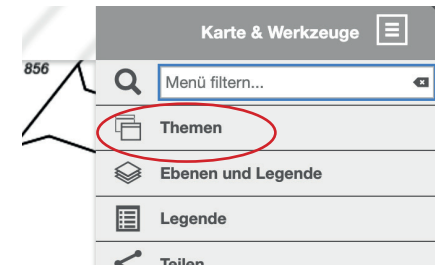 Karte & Werkzeuge
856
Menü filtern...
Themen
Ebenen und Legende
Legende
Teilen